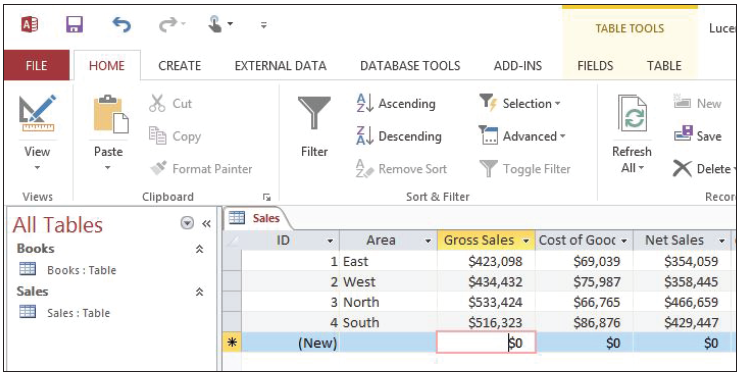 TABLE TOOLS Lucer
FILE HOME CREATE EXTERNAL DATA DATABASE TOOLS ADD-INS FIELDS TABLE
View
Views
Paste
Cut
Copy
Format Painter
Clipboard
Filter
Ascending
Descending
Remove Sort
Selection
Advanced
Toggle Filter
Sort & Filter
Refresh
All
New
Save
Delete
Recor
All Tables
Books
Books : Table
Sales
Sales : Table
Sales
ID Area Gross Sales Cost of Gooc Net Sales
1 East $423,098 $69,039 $354,059
2 West $434,432 $75,987 $358,445
3 North $533,424 $66,765 $466,659
4 South $516,323 $86,876 $429,447
(New) $0 $0 $0